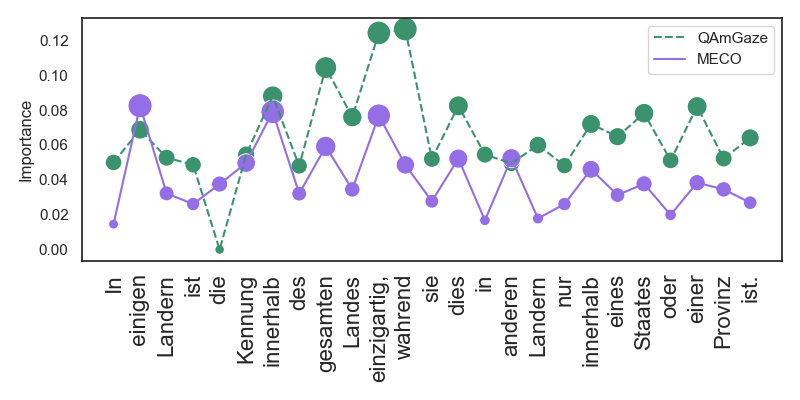 QAmGaze
MECO
Importance
0.12
0.10
0.08
0.06
0.04
0.02
0.00
In
einigen
Landern
ist
die
Kennung
innerhalb
des
gesamten
Landes
einzigartig,
wahrend
sie
dies
in
anderen
Landern
nur
innerhalb
eines
Staates
oder
einer
Provinz
ist.